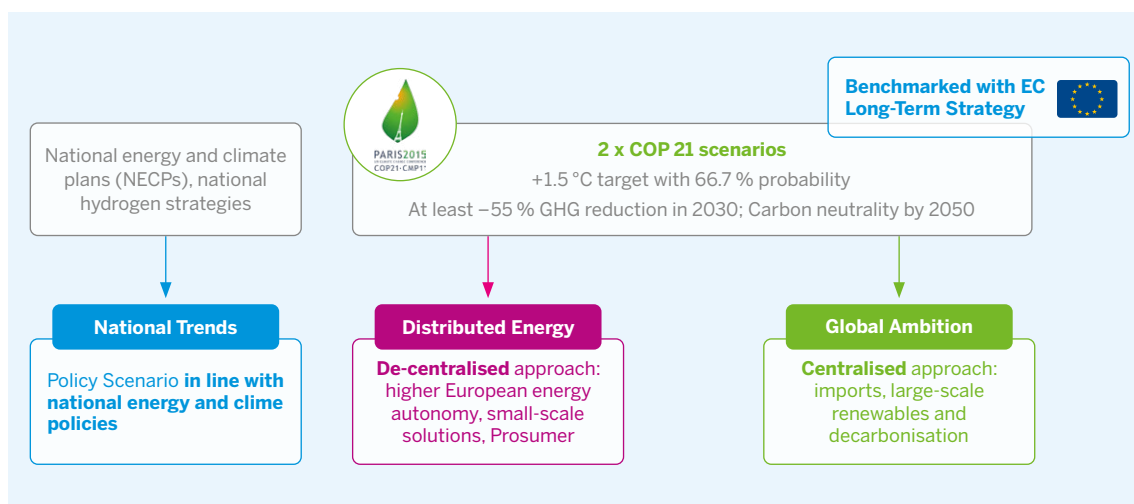 Benchmarked with EC
Long-Term Strategy
PARIS2015
COP21·CMP11
National energy and climate
plans (NECPs), national
hydrogen strategies
2 x COP 21 scenarios
+1.5 °C target with 66.7 % probability
At least –55 % GHG reduction in 2030; Carbon neutrality by 2050
National Trends
Policy Scenario in line with
national energy and clime
policies
Distributed Energy
De-centralised approach:
higher European energy
autonomy, small-scale
solutions, Prosumer
Global Ambition
Centralised approach:
imports, large-scale
renewables and
decarbonisation